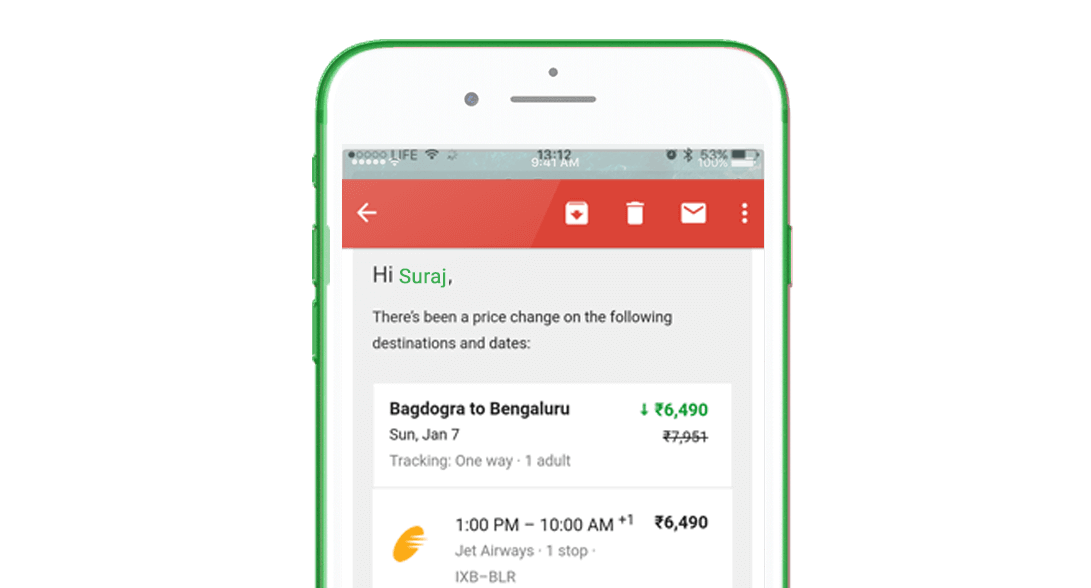 LIFE 13:12 53%
9:41 AM 100%
Hi Suraj,
There's been a price change on the following
destinations and dates:
Bagdogra to Bengaluru ↓ ₹6,490
Sun, Jan 7 ₹7,951
Tracking: One way · 1 adult
1:00 PM – 10:00 AM +1 ₹6,490
Jet Airways · 1 stop ·
IXB–BLR